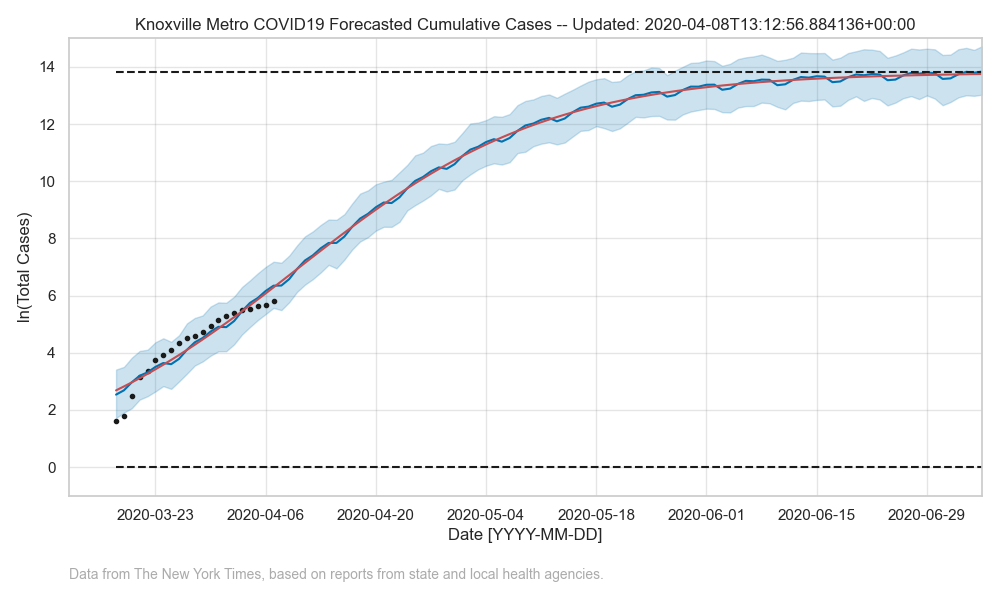 Knoxville Metro COVID19 Forecasted Cumulative Cases -- Updated: 2020-04-08T13:12:56.884136+00:00
14
12
10
8
6
4
2
0
ln(Total Cases)
2020-03-23 2020-04-06 2020-04-20 2020-05-04 2020-05-18 2020-06-01 2020-06-15 2020-06-29
Date [YYYY-MM-DD]
Data from The New York Times, based on reports from state and local health agencies.